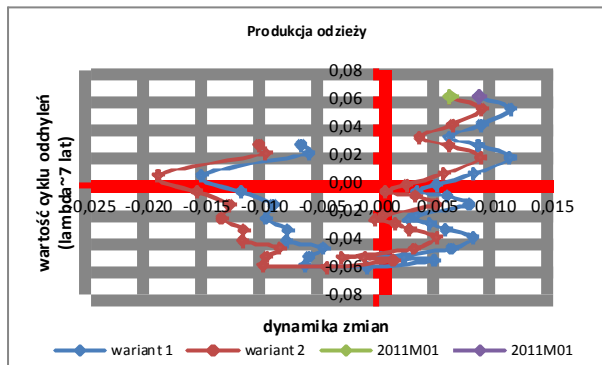 Produkcja odzieży
0,08
0,06
0,04
0,02
0,00
-0,025 -0,020 -0,015 -0,010 -0,005 0,000 0,005 0,010 0,015
-0,02
-0,04
-0,06
-0,08
wartość cyklu odchyleń
(lambda~7 lat)
dynamika zmian
wariant 1 wariant 2 2011M01 2011M01